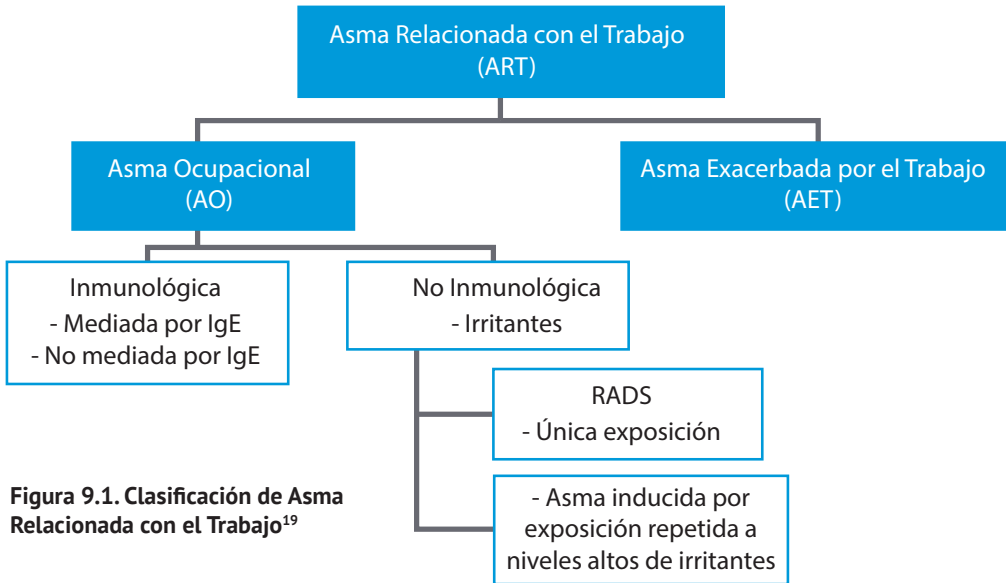 Asma Relacionada con el Trabajo
(ART)
Asma Ocupacional
(AO)
Asma Exacerbada por el Trabajo
(AET)
Inmunológica
- Mediada por IgE
- No mediada por IgE
No Inmunológica
- Irritantes
RADS
- Única exposición
- Asma inducida por
exposición repetida a
niveles altos de irritantes
Figura 9.1. Clasificación de Asma
Relacionada con el Trabajo¹⁹